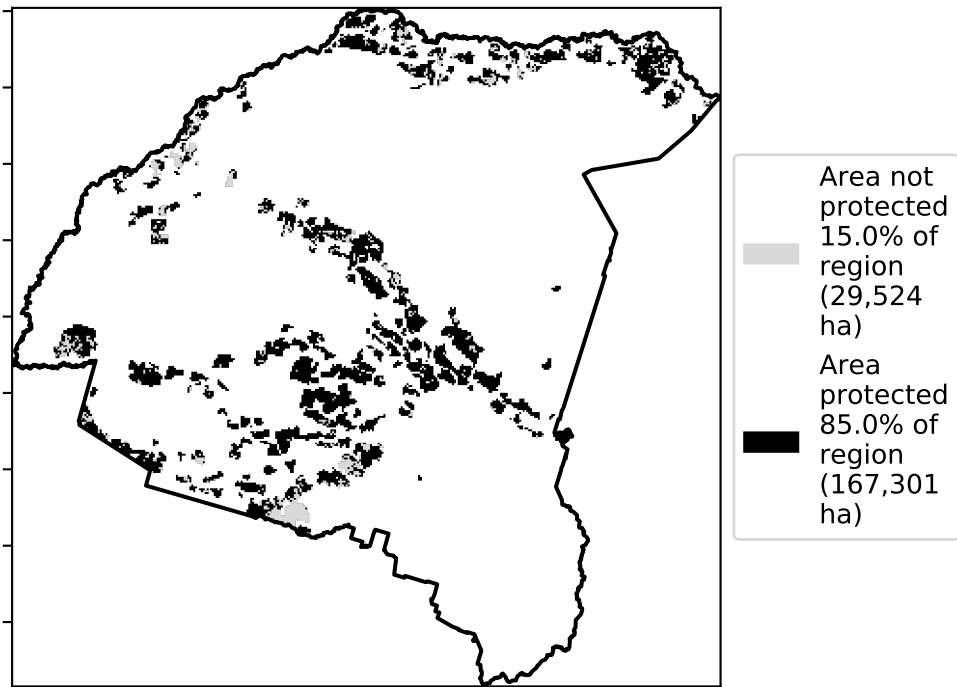 Area not
protected
15.0% of
region
(29,524
ha)
Area
protected
85.0% of
region
(167,301
ha)